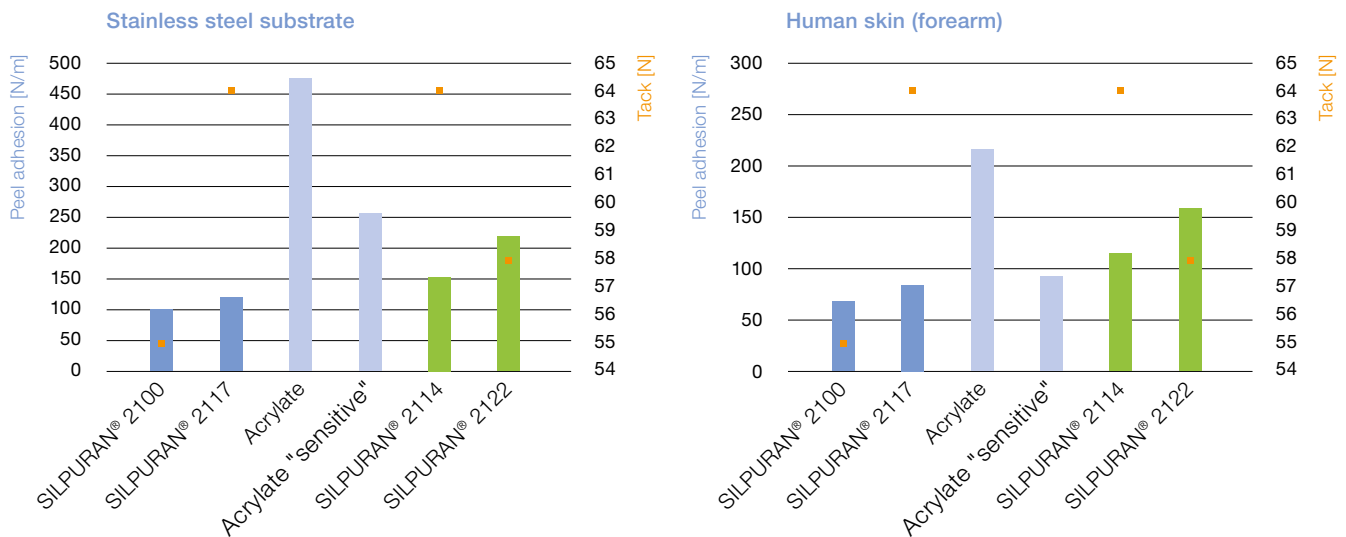 Stainless steel substrate
Peel adhesion [N/m]
500
450
400
350
300
250
200
150
100
50
0
65
64
63
62
61
60
59
58
57
56
55
54
Tack [N]
SILPURAN® 2100
SILPURAN® 2117
Acrylate
Acrylate "sensitive"
SILPURAN® 2114
SILPURAN® 2122
Human skin (forearm)
Peel adhesion [N/m]
300
250
200
150
100
50
0
65
64
63
62
61
60
59
58
57
56
55
54
Tack [N]
SILPURAN® 2100
SILPURAN® 2117
Acrylate
Acrylate "sensitive"
SILPURAN® 2114
SILPURAN® 2122